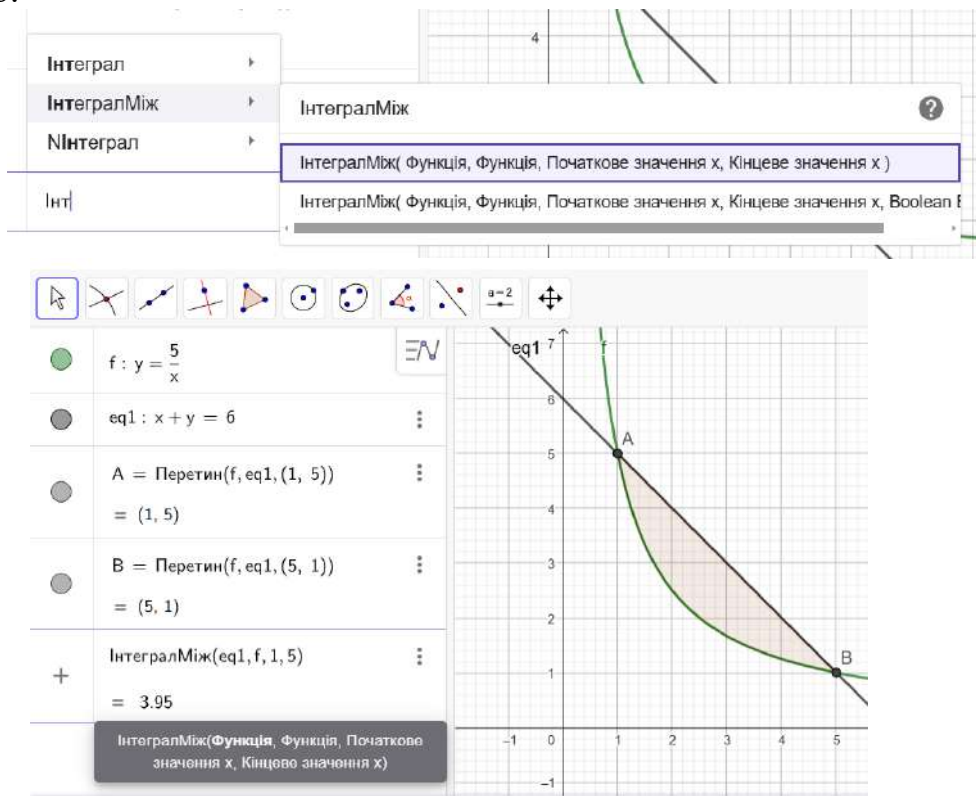 4
Інтеграл
ІнтегралМіж
NІнтеграл
Інт
ІнтегралМіж
ІнтегралМіж( Функція, Функція, Початкове значення x, Кінцеве значення x )
ІнтегралМіж( Функція, Функція, Початкове значення x, Кінцеве значення x, Boolean
a=2
f : y = 5/x
eq1 : x + y = 6
A = Перетин(f, eq1, (1, 5))
= (1, 5)
B = Перетин(f, eq1, (5, 1))
= (5, 1)
ІнтегралМіж(eq1, f, 1, 5)
= 3.95
ІнтегралМіж(Функція, Функція, Початкове
значення x, Кінцеве значення x)
eq1 7 f
6
A
5
4
3
2
B
1
-1 0 1 2 3 4 5
-1